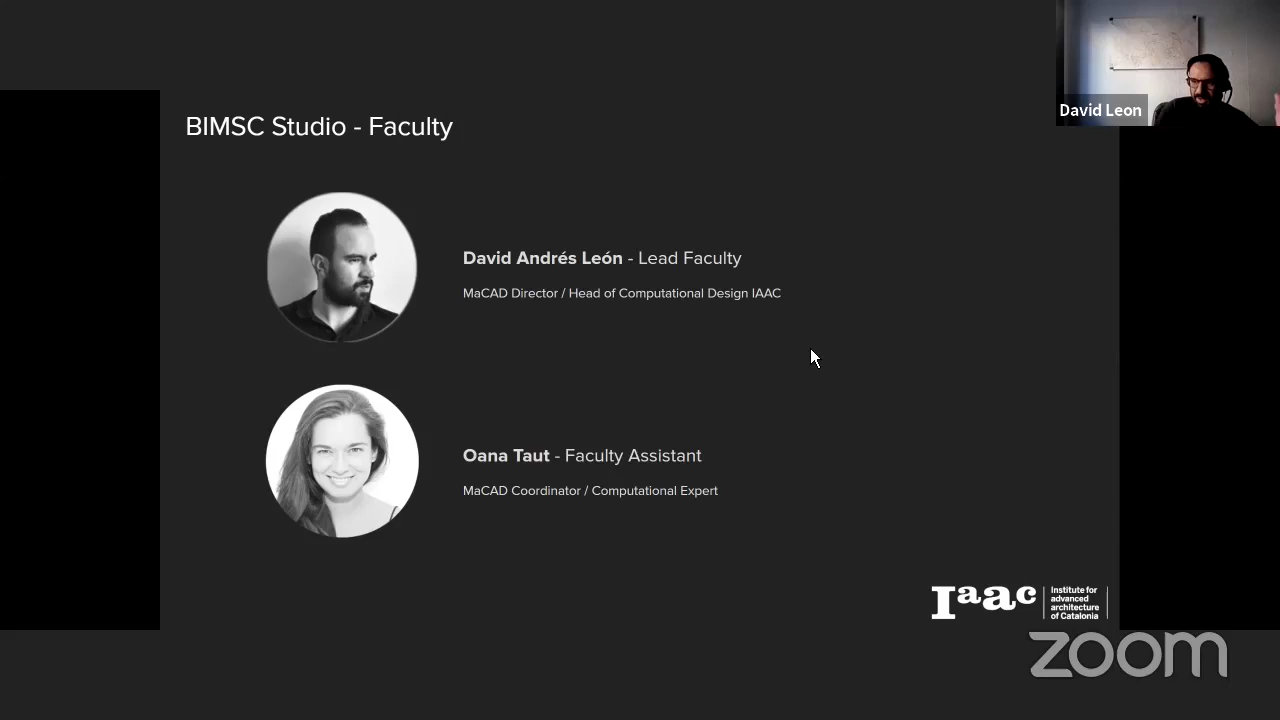 BIMSC Studio - Faculty
David Leon
David Andrés León - Lead Faculty
MaCAD Director / Head of Computational Design IAAC
Oana Taut - Faculty Assistant
MaCAD Coordinator / Computational Expert
Iaac
Institute for
advanced
architecture
of Catalonia
zoom